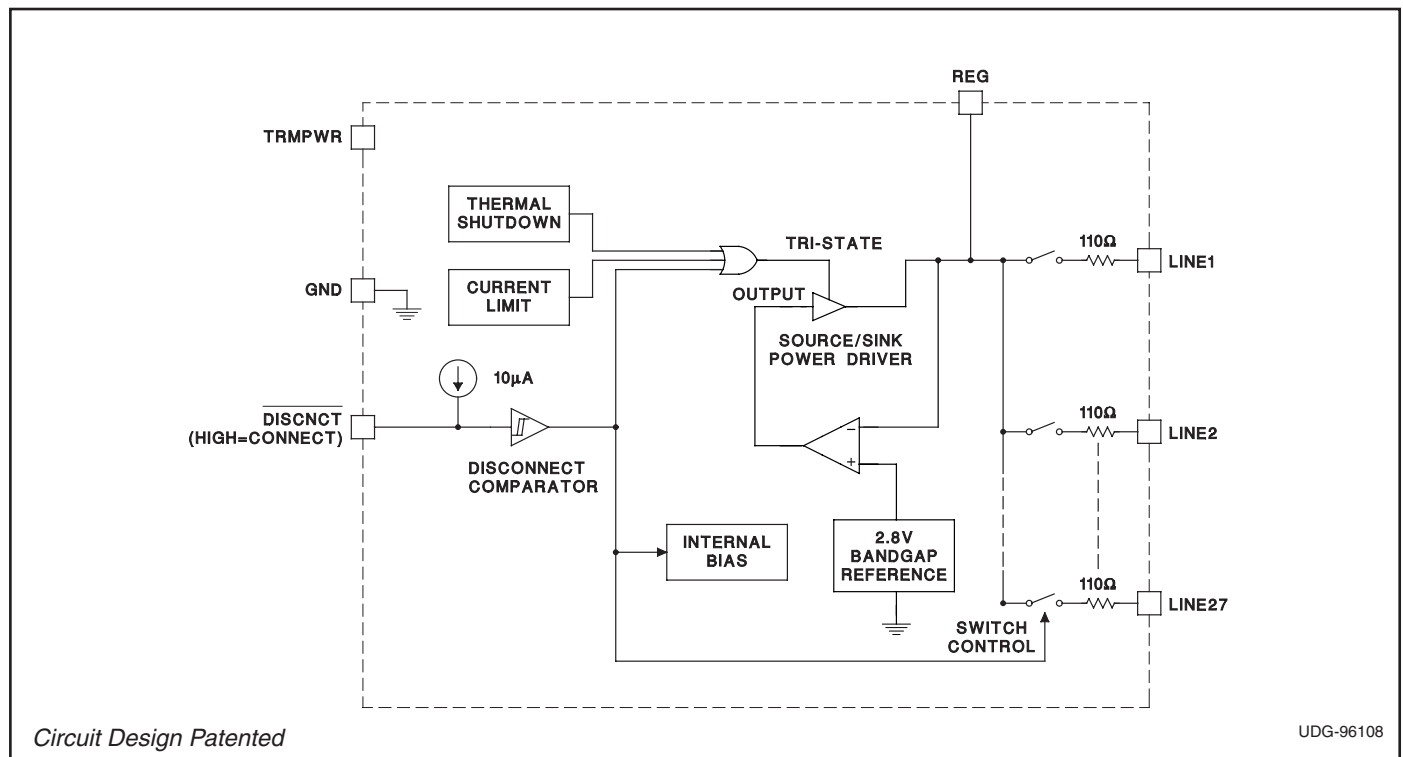 REG
TRMPWR
THERMAL
SHUTDOWN
TRI-STATE
110Ω
LINE1
GND
CURRENT
LIMIT
OUTPUT
SOURCE/SINK
POWER DRIVER
10µA
DISCNCT
(HIGH=CONNECT)
110Ω
LINE2
−
+
DISCONNECT
COMPARATOR
INTERNAL
BIAS
2.8V
BANDGAP
REFERENCE
110Ω
LINE27
SWITCH
CONTROL
Circuit Design Patented
UDG-96108